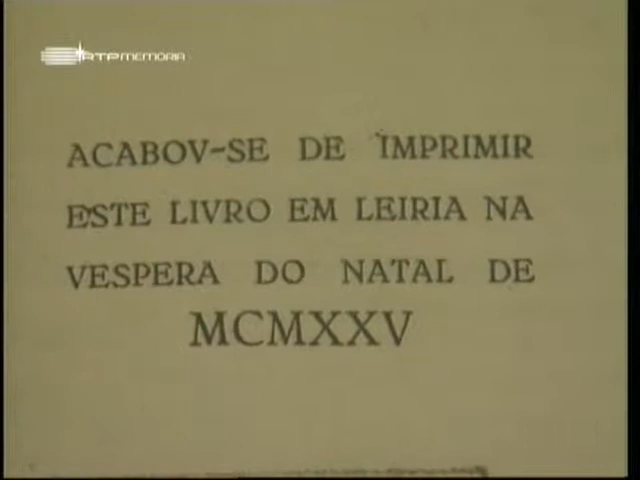 RTP MEMÓRIA
ACABOV-SE DE IMPRIMIR
ESTE LIVRO EM LEIRIA NA
VESPERA DO NATAL DE
MCMXXV